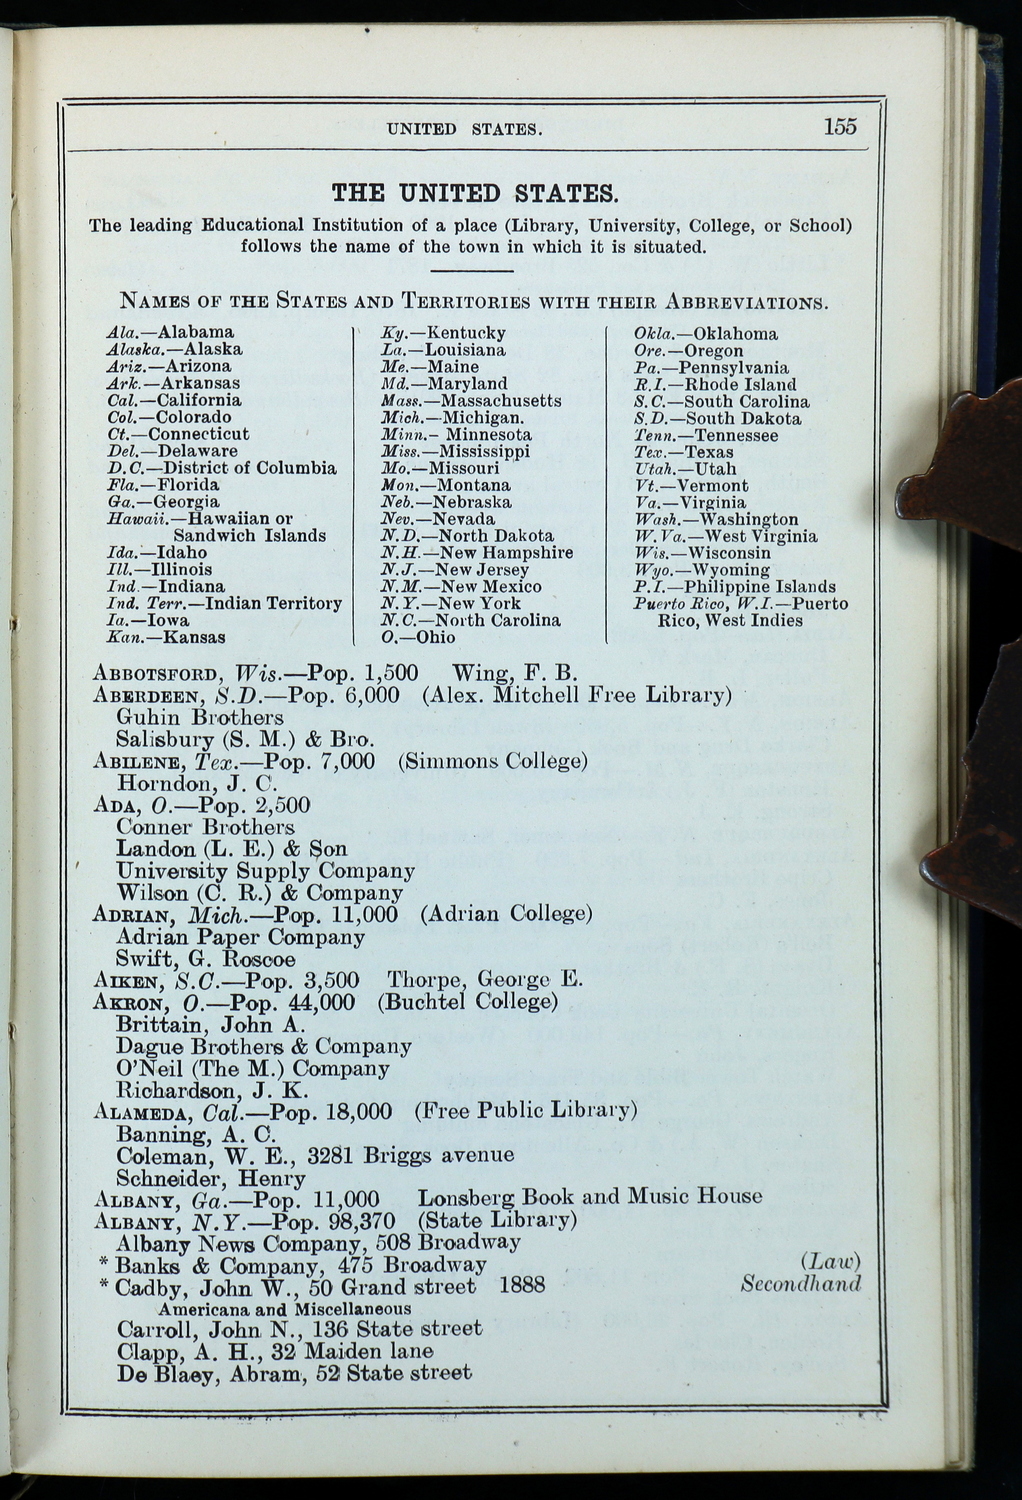 UNITED STATES. 155
THE UNITED STATES.
The leading Educational Institution of a place (Library, University, College, or School)
follows the name of the town in which it is situated.
NAMES OF THE STATES AND TERRITORIES WITH THEIR ABBREVIATIONS.
Ala.—Alabama
Alaska.—Alaska
Ariz.—Arizona
Ark.—Arkansas
Cal.—California
Col.—Colorado
Ct.—Connecticut
Del.—Delaware
D.C.—District of Columbia
Fla.—Florida
Ga.—Georgia
Hawaii.—Hawaiian or
Sandwich Islands
Ida.—Idaho
Ill.—Illinois
Ind.—Indiana
Ind. Terr.—Indian Territory
Ia.—Iowa
Kan.—Kansas
Ky.—Kentucky
La.—Louisiana
Me.—Maine
Md.—Maryland
Mass.—Massachusetts
Mich.—Michigan.
Minn.- Minnesota
Miss.—Mississippi
Mo.—Missouri
Mon.—Montana
Neb.—Nebraska
Nev.—Nevada
N.D.—North Dakota
N.H.—New Hampshire
N.J.—New Jersey
N.M.—New Mexico
N.Y.—New York
N.C.—North Carolina
O.—Ohio
Okla.—Oklahoma
Ore.—Oregon
Pa.—Pennsylvania
R.I.—Rhode Island
S.C.—South Carolina
S.D.—South Dakota
Tenn.—Tennessee
Tex.—Texas
Utah.—Utah
Vt.—Vermont
Va.—Virginia
Wash.—Washington
W.Va.—West Virginia
Wis.—Wisconsin
Wyo.—Wyoming
P.I.—Philippine Islands
Puerto Rico, W.I.—Puerto
Rico, West Indies
ABBOTSFORD, Wis.—Pop. 1,500 Wing, F. B.
ABERDEEN, S.D.—Pop. 6,000 (Alex. Mitchell Free Library)
Guhin Brothers
Salisbury (S. M.) & Bro.
ABILENE, Tex.—Pop. 7,000 (Simmons College)
Horndon, J. C.
ADA, O.—Pop. 2,500
Conner Brothers
Landon (L. E.) & Son
University Supply Company
Wilson (C. R.) & Company
ADRIAN, Mich.—Pop. 11,000 (Adrian College)
Adrian Paper Company
Swift, G. Roscoe
AIKEN, S.C.—Pop. 3,500 Thorpe, George E.
AKRON, O.—Pop. 44,000 (Buchtel College)
Brittain, John A.
Dague Brothers & Company
O'Neil (The M.) Company
Richardson, J. K.
ALAMEDA, Cal.—Pop. 18,000 (Free Public Library)
Banning, A. C.
Coleman, W. E., 3281 Briggs avenue
Schneider, Henry
ALBANY, Ga.—Pop. 11,000 Lonsberg Book and Music House
ALBANY, N.Y.—Pop. 98,370 (State Library)
Albany News Company, 508 Broadway
* Banks & Company, 475 Broadway (Law)
* Cadby, John W., 50 Grand street 1888 Secondhand
Americana and Miscellaneous
Carroll, John N., 136 State street
Clapp, A. H., 32 Maiden lane
De Blaey, Abram, 52 State street